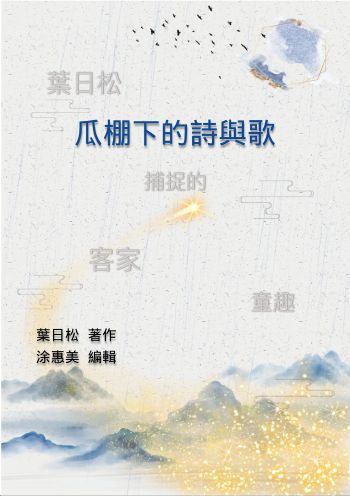 葉日松
瓜棚下的詩與歌
捕捉的
客家
童趣
葉日松 著作
涂惠美 編輯